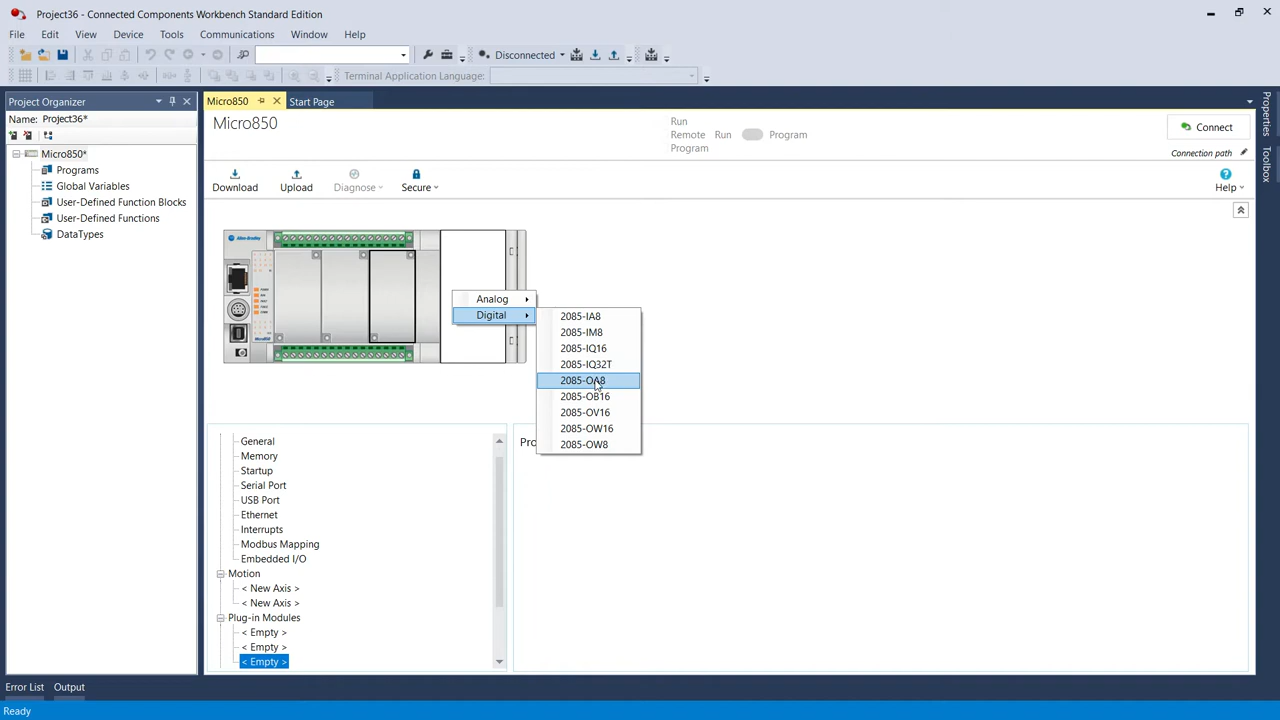 Project36 - Connected Components Workbench Standard Edition
File Edit View Device Tools Communications Window Help
Disconnected
Terminal Application Language:
Project Organizer
Name: Project36*
Micro850*
Programs
Global Variables
User-Defined Function Blocks
User-Defined Functions
DataTypes
Micro850 Start Page
Micro850
Run
Remote Run Program
Program
Connect
Connection path
Download Upload Diagnose Secure Help
Allen-Bradley
Analog
Digital
2085-IA8
2085-IM8
2085-IQ16
2085-IQ32T
2085-OA8
2085-OB16
2085-OV16
2085-OW16
2085-OW8
General
Memory
Startup
Serial Port
USB Port
Ethernet
Interrupts
Modbus Mapping
Embedded I/O
Motion
< New Axis >
< New Axis >
Plug-in Modules
< Empty >
< Empty >
< Empty >
Pro
Properties
Toolbox
Error List Output
Ready